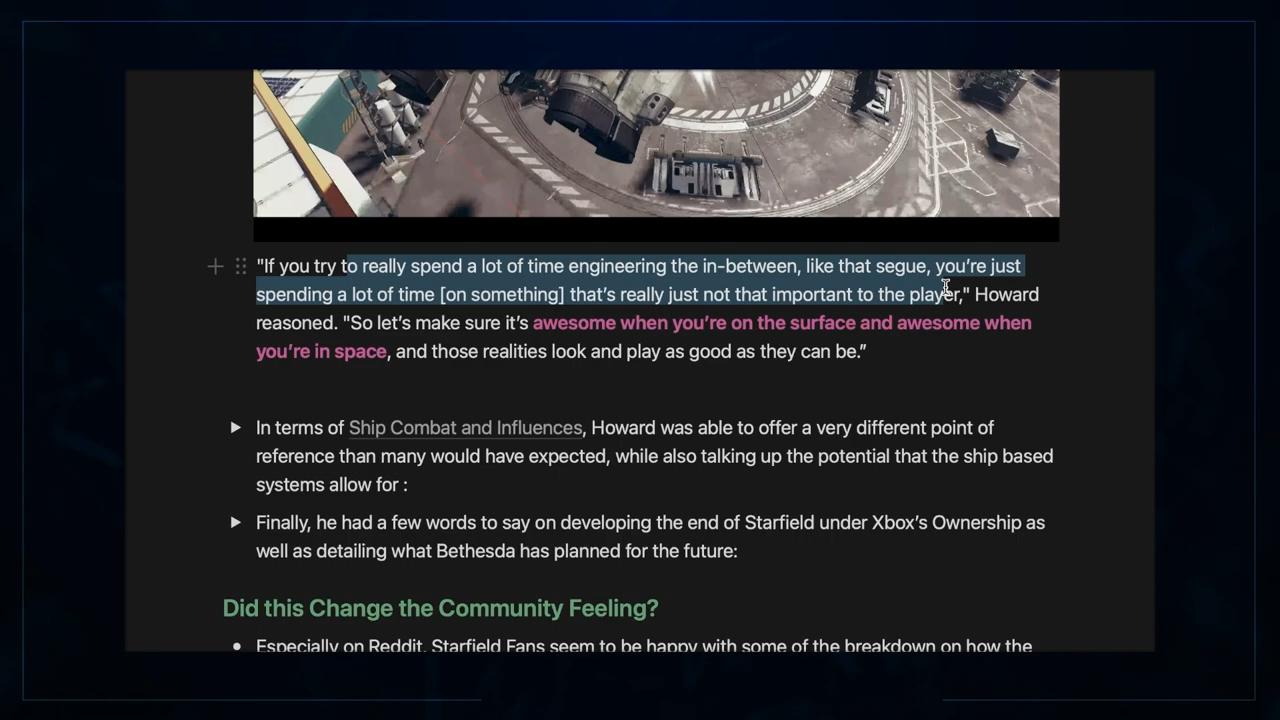 "If you try to really spend a lot of time engineering the in-between, like that segue, you’re just
spending a lot of time [on something] that’s really just not that important to the player," Howard
reasoned. "So let’s make sure it’s awesome when you’re on the surface and awesome when
you’re in space, and those realities look and play as good as they can be.”
In terms of Ship Combat and Influences, Howard was able to offer a very different point of
reference than many would have expected, while also talking up the potential that the ship based
systems allow for :
Finally, he had a few words to say on developing the end of Starfield under Xbox’s Ownership as
well as detailing what Bethesda has planned for the future:
Did this Change the Community Feeling?
Especially on Reddit, Starfield Fans seem to be happy with some of the breakdown on how the